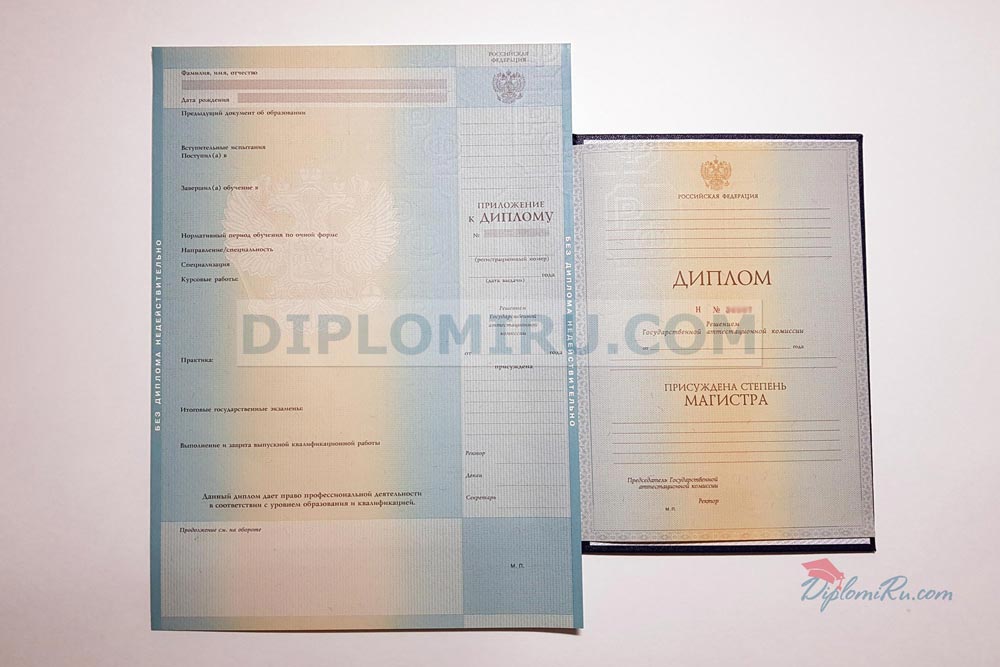 Фамилия, имя, отчество
Дата рождения
Предыдущий документ об образовании
Вступительные испытания
Поступил(а) в
Завершил(а) обучение в
Нормативный период обучения по очной форме
Направление/специальность
Специализация
Курсовые работы:
Практика:
Итоговые государственные экзамены:
Выполнение и защита выпускной квалификационной работы
Данный диплом дает право профессиональной деятельности
в соответствии с уровнем образования и квалификацией.
Продолжение см. на обороте
БЕЗ ДИПЛОМА НЕДЕЙСТВИТЕЛЬНО
РОССИЙСКАЯ
ФЕДЕРАЦИЯ
ПРИЛОЖЕНИЕ
к ДИПЛОМУ
№
(регистрационный номер)
года
(дата выдачи)
Решением
Государственной
аттестационной
комиссии
от года
присуждена
Ректор
Декан
Секретарь
М. П.
БЕЗ ДИПЛОМА НЕДЕЙСТВИТЕЛЬНО
РОССИЙСКАЯ ФЕДЕРАЦИЯ
ДИПЛОМ
Н №
Решением
Государственной аттестационной комиссии
от года
ПРИСУЖДЕНА СТЕПЕНЬ
МАГИСТРА
Председатель Государственной
аттестационной комиссии
Ректор
М. П.
DIPLOMIRU.COM
DiplomiRu.com